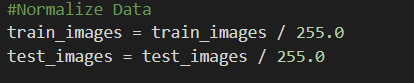 #Normalize Data
train_images = train_images / 255.0
test_images = test_images / 255.0